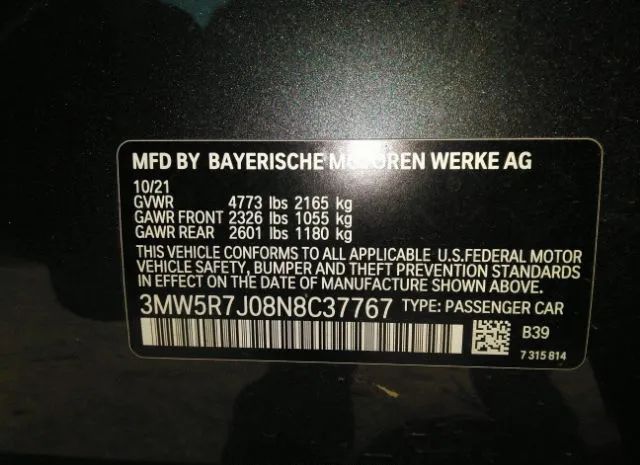 MFD BY BAYERISCHE MOTOREN WERKE AG
10/21
GVWR 4773 lbs 2165 kg
GAWR FRONT 2326 lbs 1055 kg
GAWR REAR 2601 lbs 1180 kg
THIS VEHICLE CONFORMS TO ALL APPLICABLE U.S.FEDERAL MOTOR
VEHICLE SAFETY, BUMPER AND THEFT PREVENTION STANDARDS
IN EFFECT ON THE DATE OF MANUFACTURE SHOWN ABOVE.
3MW5R7J08N8C37767 TYPE: PASSENGER CAR
B39
7 315 814